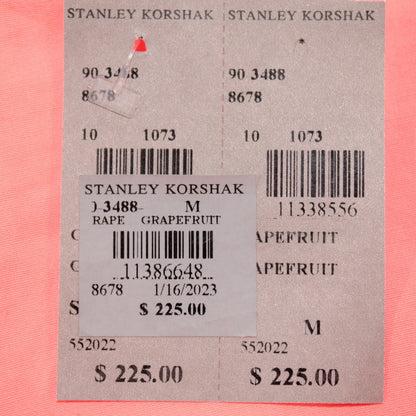 STANLEY KORSHAK
90 3488
8678
10 1073
STANLEY KORSHAK
90 3488
8678
10 1073
11338556
APEFRUIT
APEFRUIT
M
552022
$ 225.00
STANLEY KORSHAK
0 3488 M
RAPE GRAPEFRUIT
11386648
8678 1/16/2023
$ 225.00
G
G
S
552022
$ 225.00